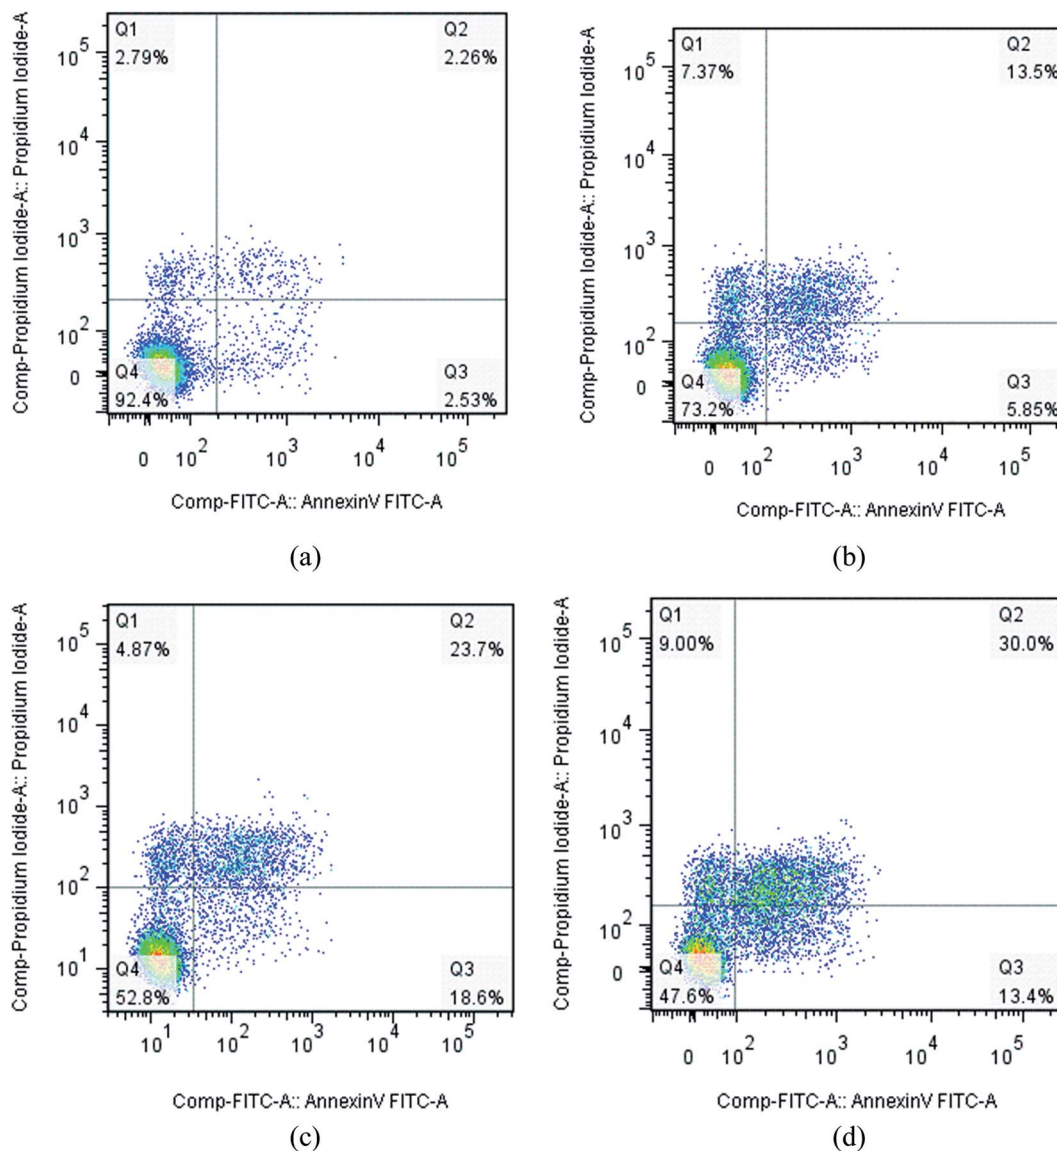 Comp-Propidium Iodide-A:: Propidium Iodide-A
Q1
2.79%
Q2
2.26%
10^5
10^4
10^3
10^2
0
Q4
92.4%
Q3
2.53%
0 10^2 10^3 10^4 10^5
Comp-FITC-A:: AnnexinV FITC-A
(a)
Comp-Propidium Iodide-A:: Propidium Iodide-A
Q1
7.37%
Q2
13.5%
10^5
10^4
10^3
10^2
0
Q4
73.2%
Q3
5.85%
0 10^2 10^3 10^4 10^5
Comp-FITC-A:: AnnexinV FITC-A
(b)
Comp-Propidium Iodide-A:: Propidium Iodide-A
Q1
4.87%
Q2
23.7%
10^5
10^4
10^3
10^2
10^1
Q4
52.8%
Q3
18.6%
10^1 10^2 10^3 10^4 10^5
Comp-FITC-A:: AnnexinV FITC-A
(c)
Comp-Propidium Iodide-A:: Propidium Iodide-A
Q1
9.00%
Q2
30.0%
10^5
10^4
10^3
10^2
0
Q4
47.6%
Q3
13.4%
0 10^2 10^3 10^4 10^5
Comp-FITC-A:: AnnexinV FITC-A
(d)